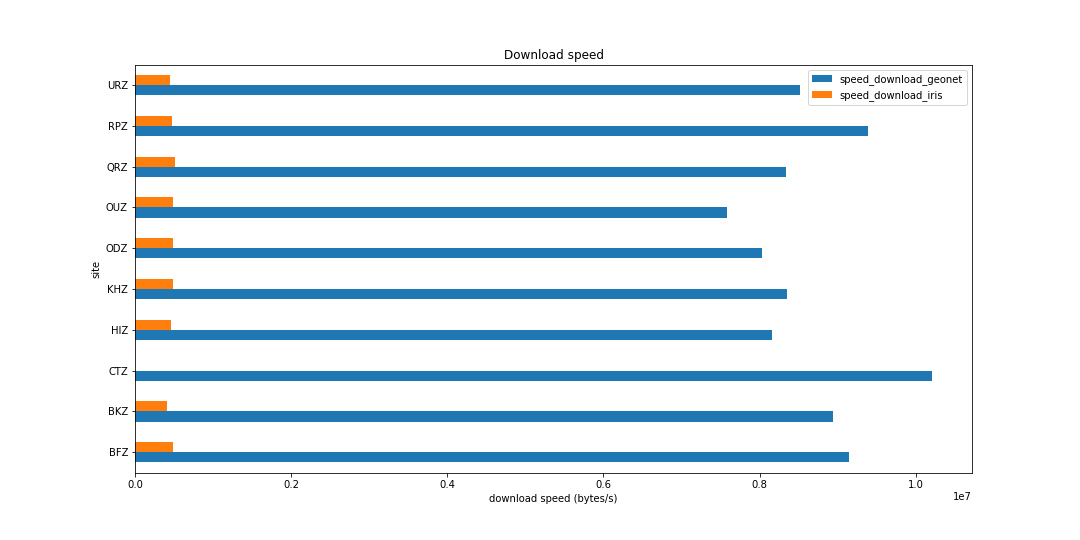 Download speed
speed_download_geonet
speed_download_iris
URZ
RPZ
QRZ
OUZ
ODZ
KHZ
HIZ
CTZ
BKZ
BFZ
site
0.0 0.2 0.4 0.6 0.8 1.0
1e7
download speed (bytes/s)